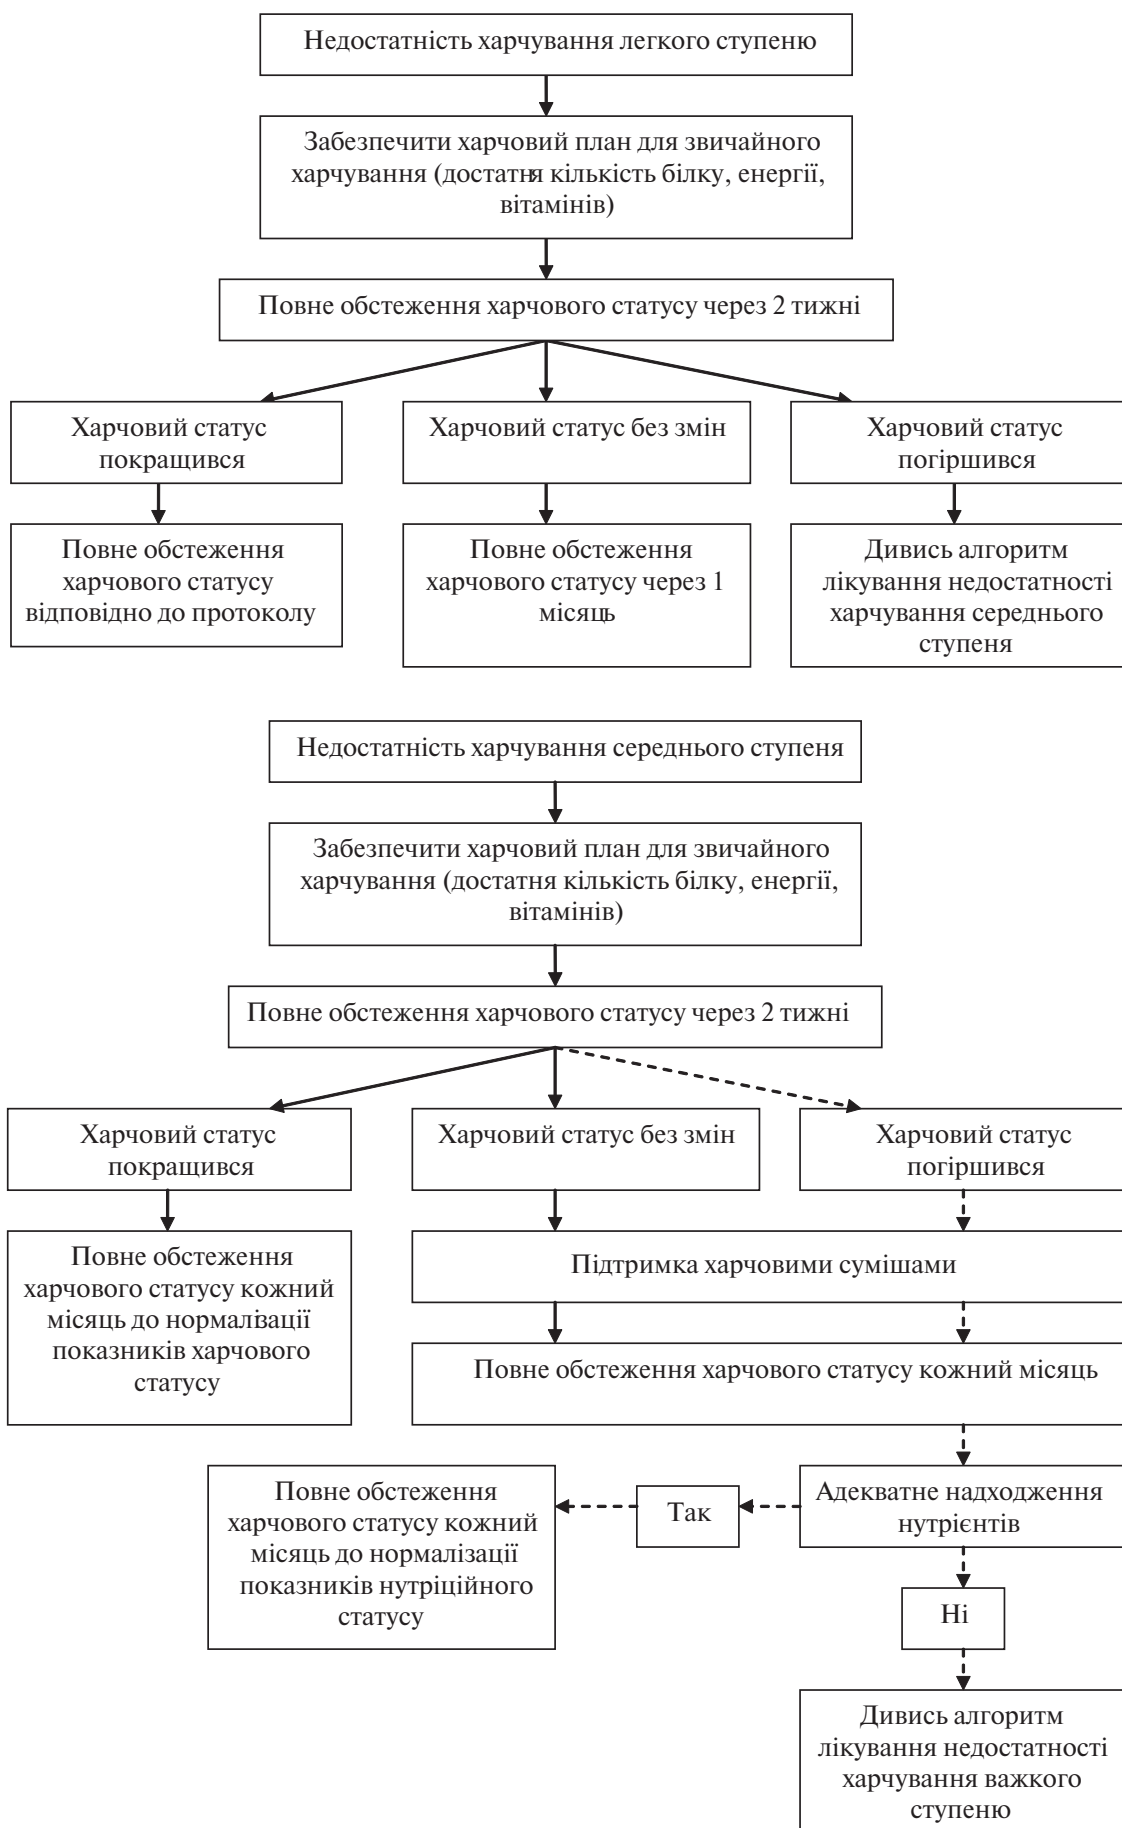 Недостатність харчування легкого ступеню
Забезпечити харчовий план для звичайного
харчування (достатня кількість білку, енергії,
вітамінів)
Повне обстеження харчового статусу через 2 тижні
Харчовий статус
покращився
Харчовий статус без змін
Харчовий статус
погіршився
Повне обстеження
харчового статусу
відповідно до протоколу
Повне обстеження
харчового статусу через 1
місяць
Дивись алгоритм
лікування недостатності
харчування середнього
ступеня
Недостатність харчування середнього ступеня
Забезпечити харчовий план для звичайного
харчування (достатня кількість білку, енергії,
вітамінів)
Повне обстеження харчового статусу через 2 тижні
Харчовий статус
покращився
Харчовий статус без змін
Харчовий статус
погіршився
Повне обстеження
харчового статусу кожний
місяць до нормалізації
показників харчового
статусу
Підтримка харчовими сумішами
Повне обстеження харчового статусу кожний місяць
Адекватне надходження
нутрієнтів
Так
Повне обстеження
харчового статусу кожний
місяць до нормалізації
показників нутріційного
статусу
Ні
Дивись алгоритм
лікування недостатності
харчування важкого
ступеню